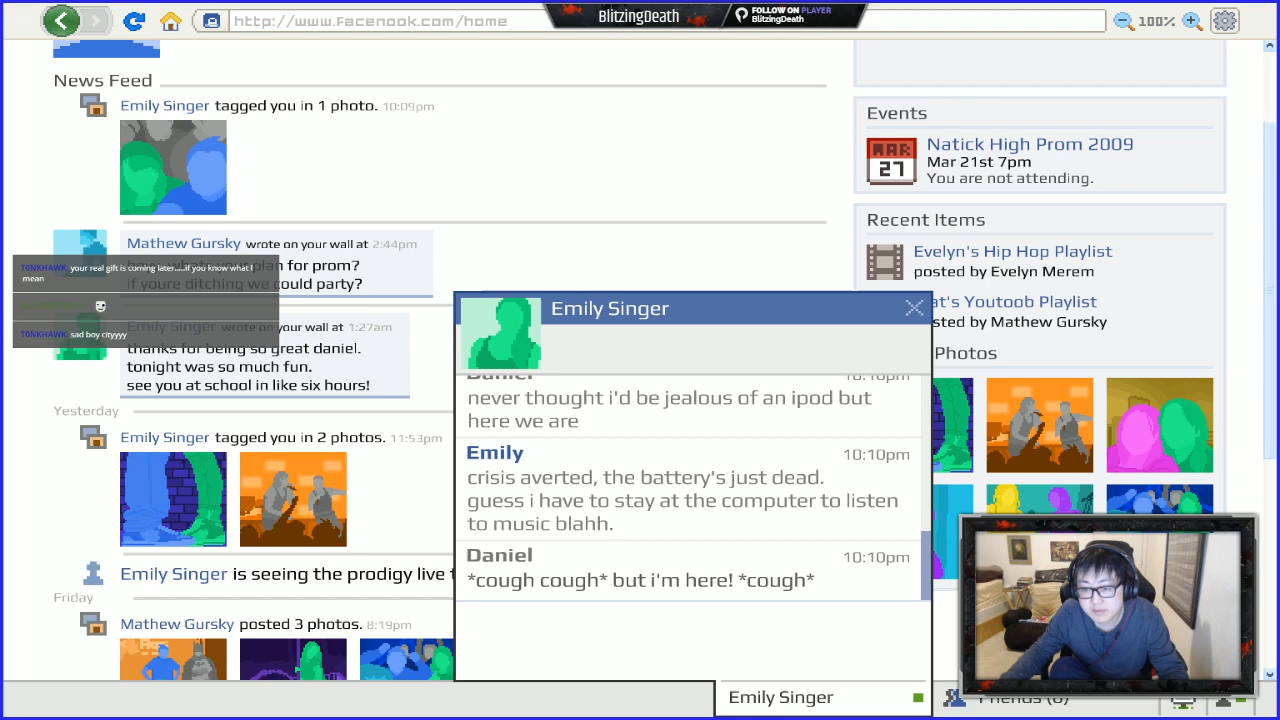 http://www.facenook.com/home
BlitzingDeath
FOLLOW ON PLAYER
BlitzingDeath
100%
News Feed
Emily Singer tagged you in 1 photo. 10:09pm
Mathew Gursky wrote on your wall at 2:44pm
plan for prom?
if youre ditching we could party?
T0NKHAWK: your real gift is coming later.....if you know what I
mean
T0NKHAWK: sad boy cityyyy
Emily Singer wrote on your wall at 1:27am
thanks for being so great daniel.
tonight was so much fun.
see you at school in like six hours!
Yesterday
Emily Singer tagged you in 2 photos. 11:53pm
Emily Singer is seeing the prodigy live
Friday
Mathew Gursky posted 3 photos. 8:19pm
Events
MAR
27
Natick High Prom 2009
Mar 21st 7pm
You are not attending.
Recent Items
Evelyn's Hip Hop Playlist
posted by Evelyn Merem
at's Youtoob Playlist
sted by Mathew Gursky
Photos
Emily Singer
Daniel 10:10pm
never thought i'd be jealous of an ipod but
here we are
Emily 10:10pm
crisis averted, the battery's just dead.
guess i have to stay at the computer to listen
to music blahh.
Daniel 10:10pm
*cough cough* but i'm here! *cough*
Emily Singer
Friends